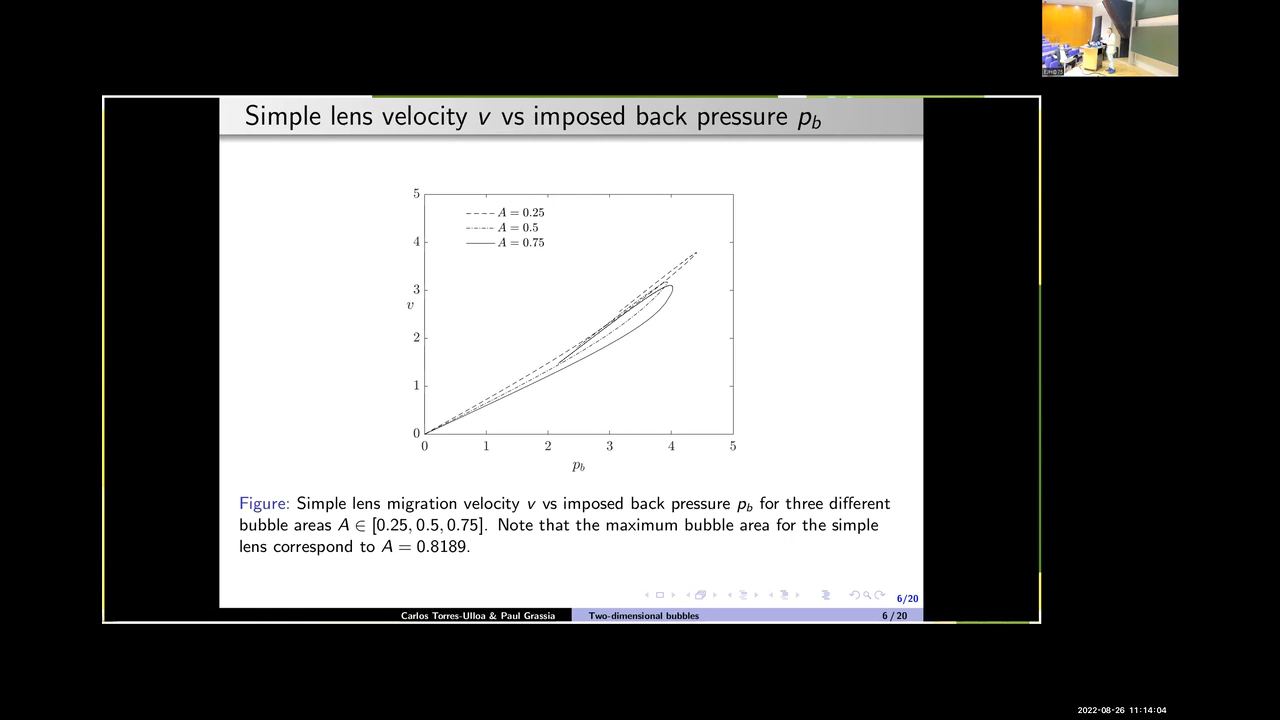 Simple lens velocity v vs imposed back pressure p_b
5
4
3
2
1
0
v
A = 0.25
A = 0.5
A = 0.75
0 1 2 3 4 5
p_b
Figure: Simple lens migration velocity v vs imposed back pressure p_b for three different
bubble areas A ∈ [0.25, 0.5, 0.75]. Note that the maximum bubble area for the simple
lens correspond to A = 0.8189.
6/20
Carlos Torres-Ulloa & Paul Grassia Two-dimensional bubbles 6 / 20
2022-08-26 11:14:04